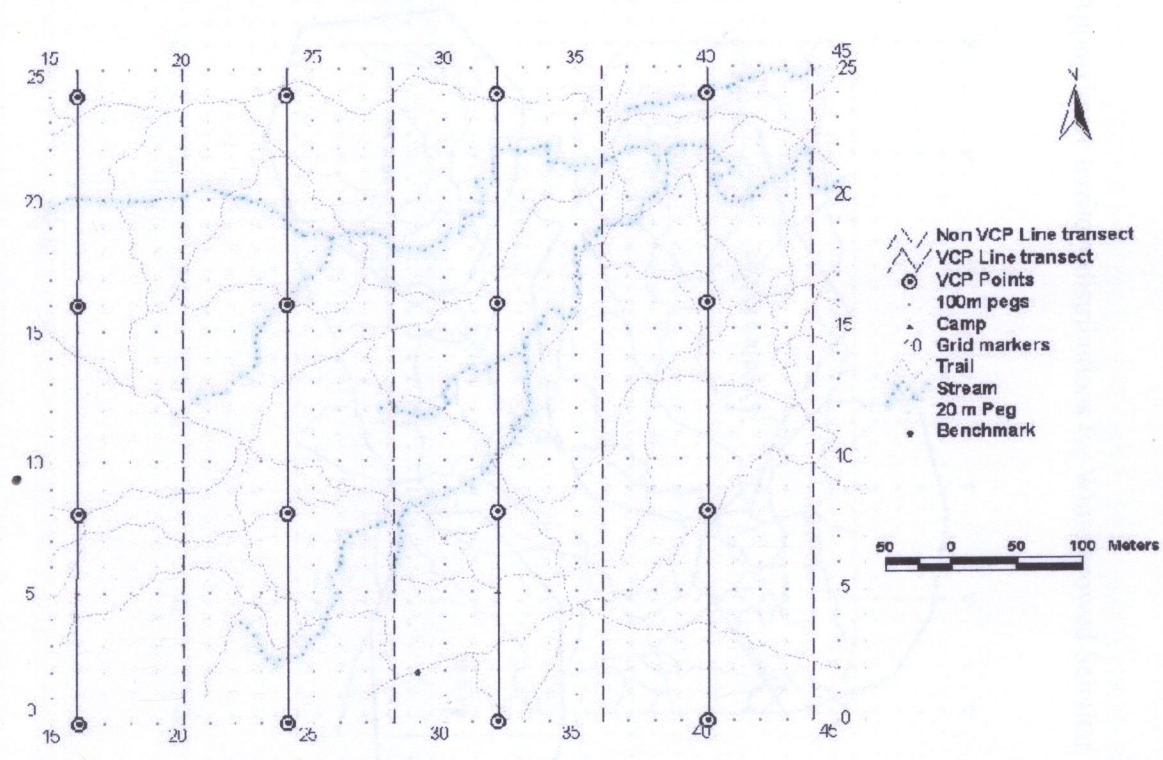 15 20 25 30 35 40 45
25 25
20 20
15 15
10 10
5 5
0 0
15 20 25 30 35 40 45
N
Non VCP Line transect
VCP Line transect
VCP Points
100m pegs
Camp
Grid markers
Trail
Stream
20 m Peg
Benchmark
50 0 50 100 Meters